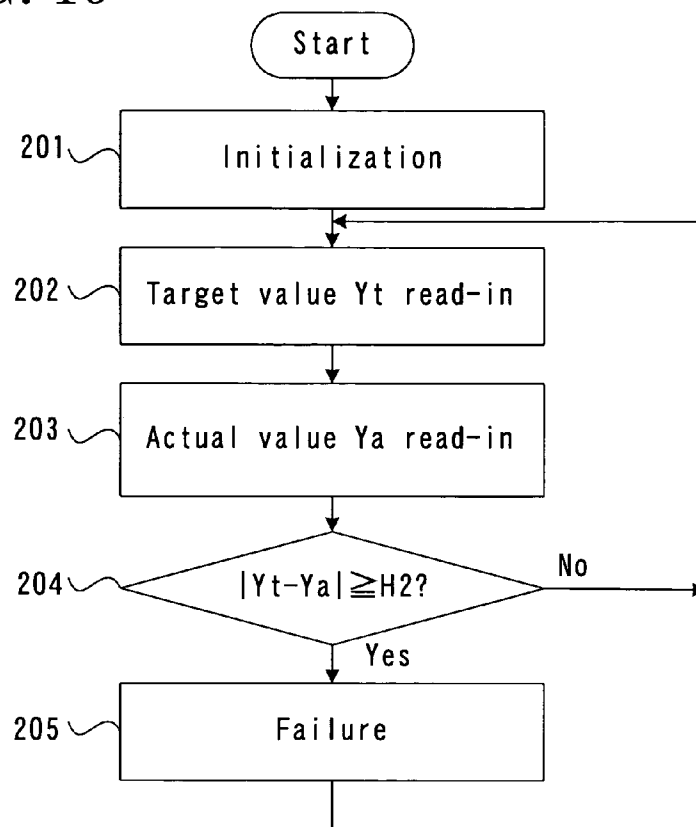 Start
201
Initialization
202
Target value Yt read-in
203
Actual value Ya read-in
204
|Yt-Ya|≧H2?
No
Yes
205
Failure